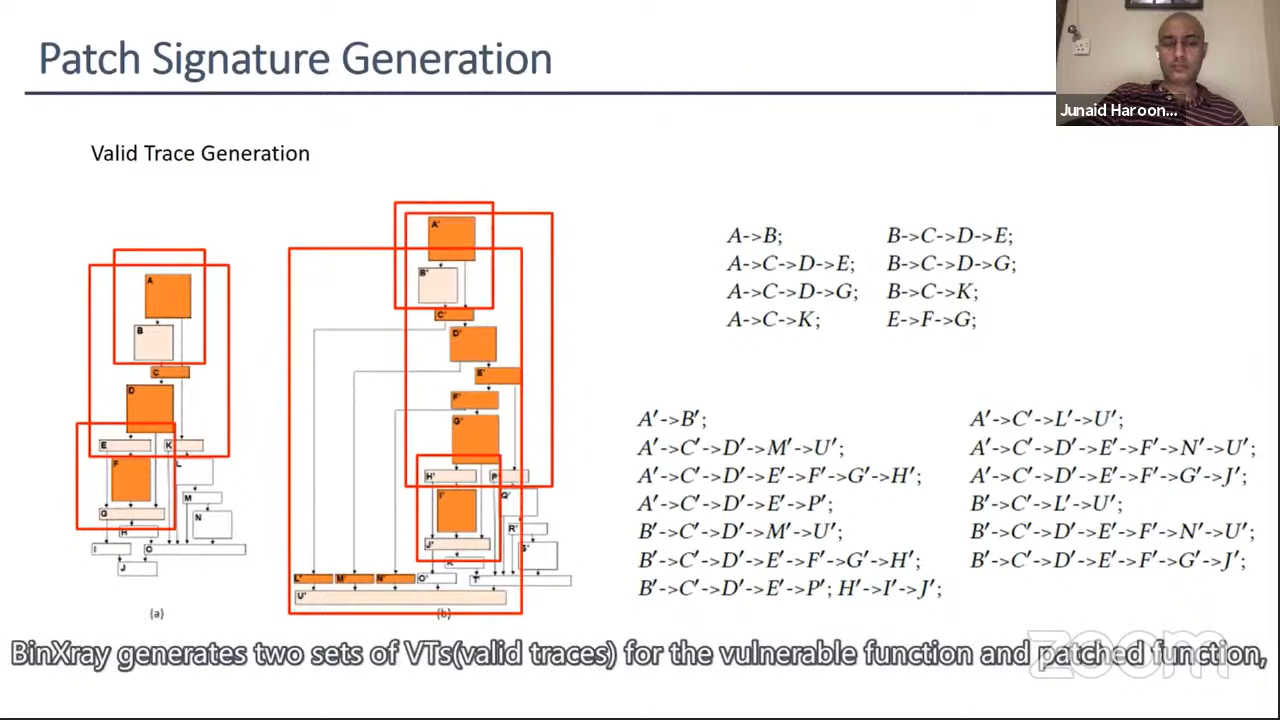 Patch Signature Generation
Junaid Haroon...
Valid Trace Generation
A
B
C
D
E
K
F
L
M
G
N
H
I
O
J
(a)
A'
B'
C'
D'
E'
F'
G'
H'
P'
I'
Q'
R'
J'
S'
K'
L'
M'
N'
O'
T'
U'
(b)
A->B; B->C->D->E;
A->C->D->E; B->C->D->G;
A->C->D->G; B->C->K;
A->C->K; E->F->G;
A'->B'; A'->C'->L'->U';
A'->C'->D'->M'->U'; A'->C'->D'->E'->F'->N'->U';
A'->C'->D'->E'->F'->G'->H'; A'->C'->D'->E'->F'->G'->J';
A'->C'->D'->E'->P'; B'->C'->L'->U';
B'->C'->D'->M'->U'; B'->C'->D'->E'->F'->N'->U';
B'->C'->D'->E'->F'->G'->H'; B'->C'->D'->E'->F'->G'->J';
B'->C'->D'->E'->P'; H'->I'->J';
zoom
BinXray generates two sets of VTs(valid traces) for the vulnerable function and patched function,